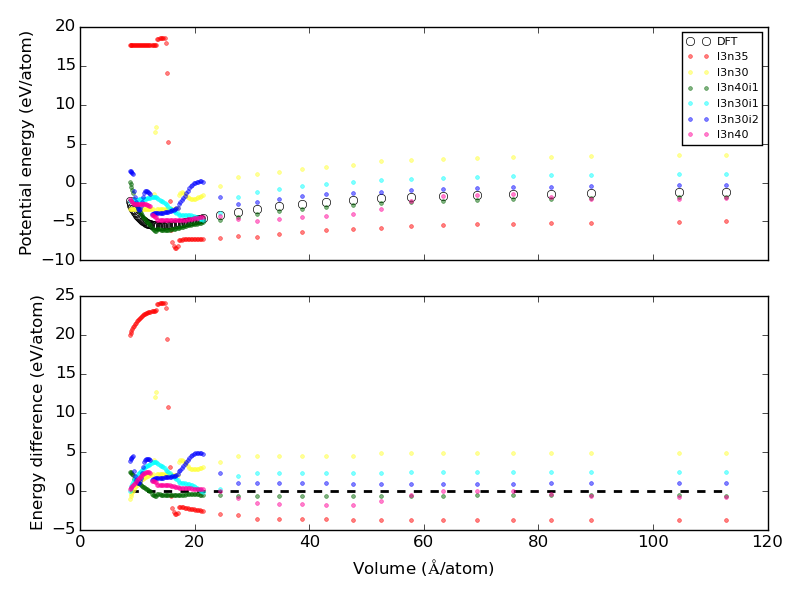 20
15
10
5
0
−5
−10
Potential energy (eV/atom)
DFT
l3n35
l3n30
l3n40i1
l3n30i1
l3n30i2
l3n40
25
20
15
10
5
0
−5
Energy difference (eV/atom)
0 20 40 60 80 100 120
Volume (Å/atom)